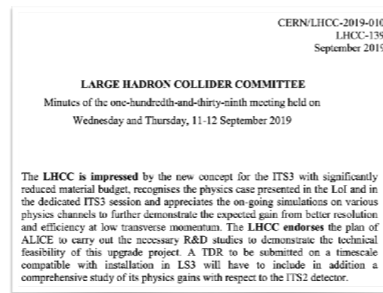 CERN/LHCC-2019-010
LHCC-139
September 2019
LARGE HADRON COLLIDER COMMITTEE
Minutes of the one-hundredth-and-thirty-ninth meeting held on
Wednesday and Thursday, 11-12 September 2019
The LHCC is impressed by the new concept for the ITS3 with significantly
reduced material budget, recognises the physics case presented in the LoI and in
the dedicated ITS3 session and appreciates the on-going simulations on various
physics channels to further demonstrate the expected gain from better resolution
and efficiency at low transverse momentum. The LHCC endorses the plan of
ALICE to carry out the necessary R&D studies to demonstrate the technical
feasibility of this upgrade project. A TDR to be submitted on a timescale
compatible with installation in LS3 will have to include in addition a
comprehensive study of its physics gains with respect to the ITS2 detector.